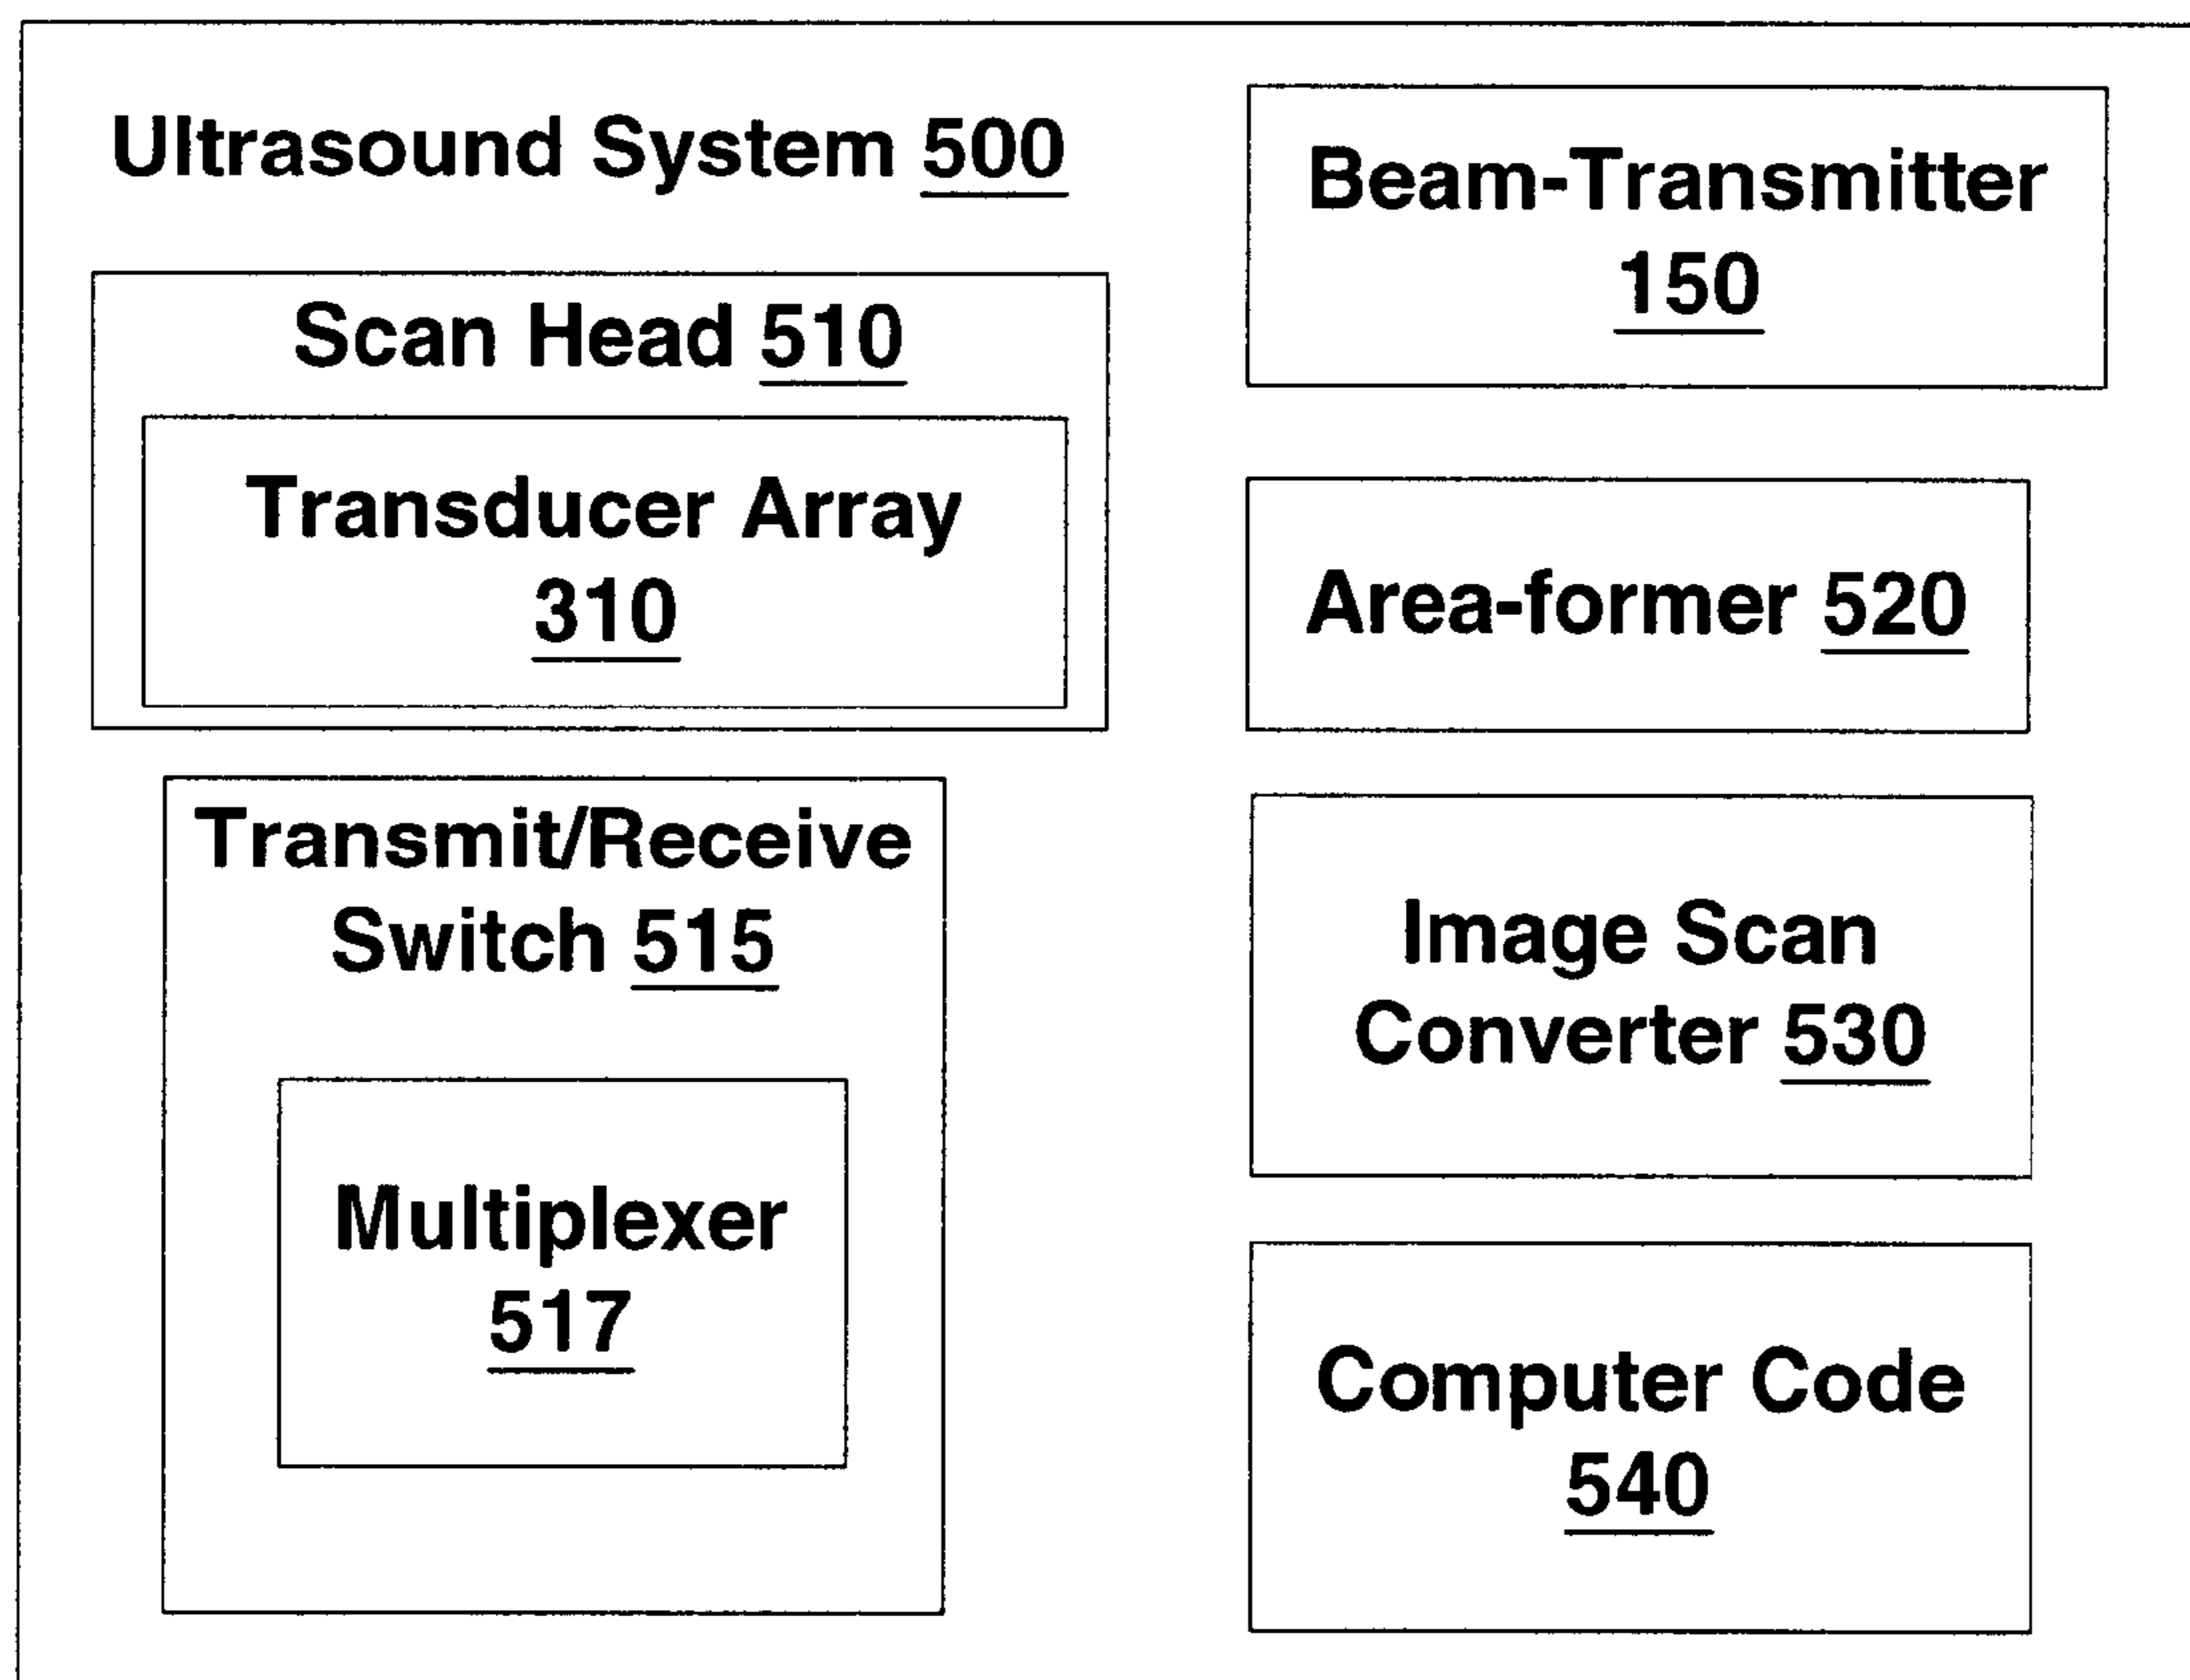 Ultrasound System 500
Scan Head 510
Transducer Array
310
Transmit/Receive
Switch 515
Multiplexer
517
Beam-Transmitter
150
Area-former 520
Image Scan
Converter 530
Computer Code
540